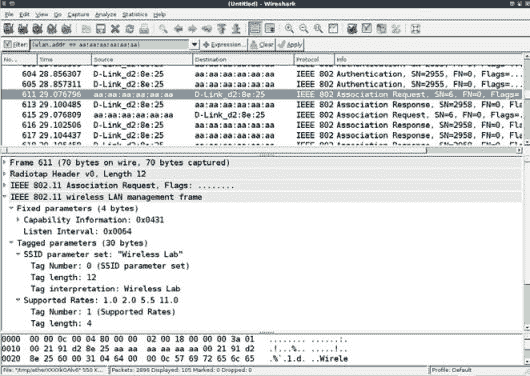 (Untitled) - Wireshark
File Edit View Go Capture Analyze Statistics Help
Filter: (wlan.addr == aa:aa:aa:aa:aa:aa) Expression... Clear Apply
No. . Time Source Destination Protocol Info
604 28.856307 D-Link_d2:8e:25 aa:aa:aa:aa:aa:aa IEEE 802 Authentication, SN=2955, FN=0, Flags=
605 28.857311 D-Link_d2:8e:25 aa:aa:aa:aa:aa:aa IEEE 802 Authentication, SN=2955, FN=0, Flags=
611 29.076796 aa:aa:aa:aa:aa:aa D-Link_d2:8e:25 IEEE 802 Association Request, SN=6, FN=0, Flags=
613 29.100485 D-Link_d2:8e:25 aa:aa:aa:aa:aa:aa IEEE 802 Association Response, SN=2958, FN=0,
615 29.076809 aa:aa:aa:aa:aa:aa D-Link_d2:8e:25 IEEE 802 Association Request, SN=6, FN=0, Flags=
616 29.102506 D-Link_d2:8e:25 aa:aa:aa:aa:aa:aa IEEE 802 Association Response, SN=2958, FN=0,
617 29.104437 D-Link_d2:8e:25 aa:aa:aa:aa:aa:aa IEEE 802 Association Response, SN=2958, FN=0,
Frame 611 (70 bytes on wire, 70 bytes captured)
Radiotap Header v0, Length 12
IEEE 802.11 Association Request, Flags: ........
IEEE 802.11 wireless LAN management frame
Fixed parameters (4 bytes)
Capability Information: 0x0431
Listen Interval: 0x0064
Tagged parameters (30 bytes)
SSID parameter set: "Wireless Lab"
Tag Number: 0 (SSID parameter set)
Tag length: 12
Tag interpretation: Wireless Lab
Supported Rates: 1.0 2.0 5.5 11.0
Tag Number: 1 (Supported Rates)
Tag length: 4
0000 00 00 0c 00 04 80 00 00 02 00 18 00 00 00 3a 01 ........ ......:.
0010 00 21 91 d2 8e 25 aa aa aa aa aa aa 00 21 91 d2 .!...%.. .....!..
0020 8e 25 60 00 31 04 64 00 00 0c 57 69 72 65 6c 65 .%`.1.d. ..Wirele
Packets: 2896 Displayed: 105 Marked: 0 Dropped: 0
Profile: Default